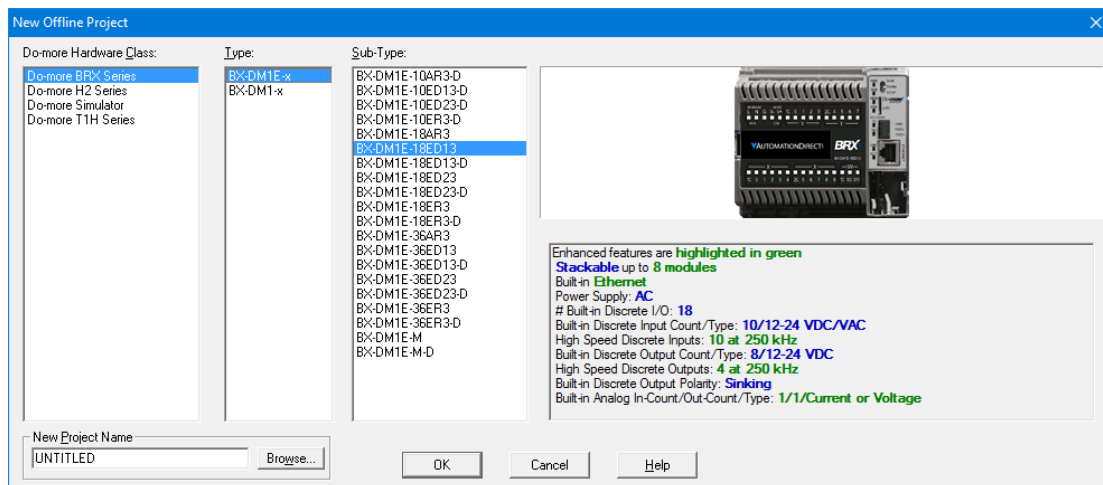 New Offline Project
Do-more Hardware Class:
Do-more BRX Series
Do-more H2 Series
Do-more Simulator
Do-more T1H Series
Type:
BX-DM1E-x
BX-DM1-x
Sub-Type:
BX-DM1E-10AR3-D
BX-DM1E-10ED13-D
BX-DM1E-10ED23-D
BX-DM1E-10ER3-D
BX-DM1E-18AR3
BX-DM1E-18ED13
BX-DM1E-18ED13-D
BX-DM1E-18ED23
BX-DM1E-18ED23-D
BX-DM1E-18ER3
BX-DM1E-18ER3-D
BX-DM1E-36AR3
BX-DM1E-36ED13
BX-DM1E-36ED13-D
BX-DM1E-36ED23
BX-DM1E-36ED23-D
BX-DM1E-36ER3
BX-DM1E-36ER3-D
BX-DM1E-M
BX-DM1E-M-D
AUTOMATIONDIRECT BRX
Enhanced features are highlighted in green
Stackable up to 8 modules
Built-in Ethernet
Power Supply: AC
# Built-in Discrete I/O: 18
Built-in Discrete Input Count/Type: 10/12-24 VDC/VAC
High Speed Discrete Inputs: 10 at 250 kHz
Built-in Discrete Output Count/Type: 8/12-24 VDC
High Speed Discrete Outputs: 4 at 250 kHz
Built-in Discrete Output Polarity: Sinking
Built-in Analog In-Count/Out-Count/Type: 1/1/Current or Voltage
New Project Name
UNTITLED
Browse...
OK
Cancel
Help